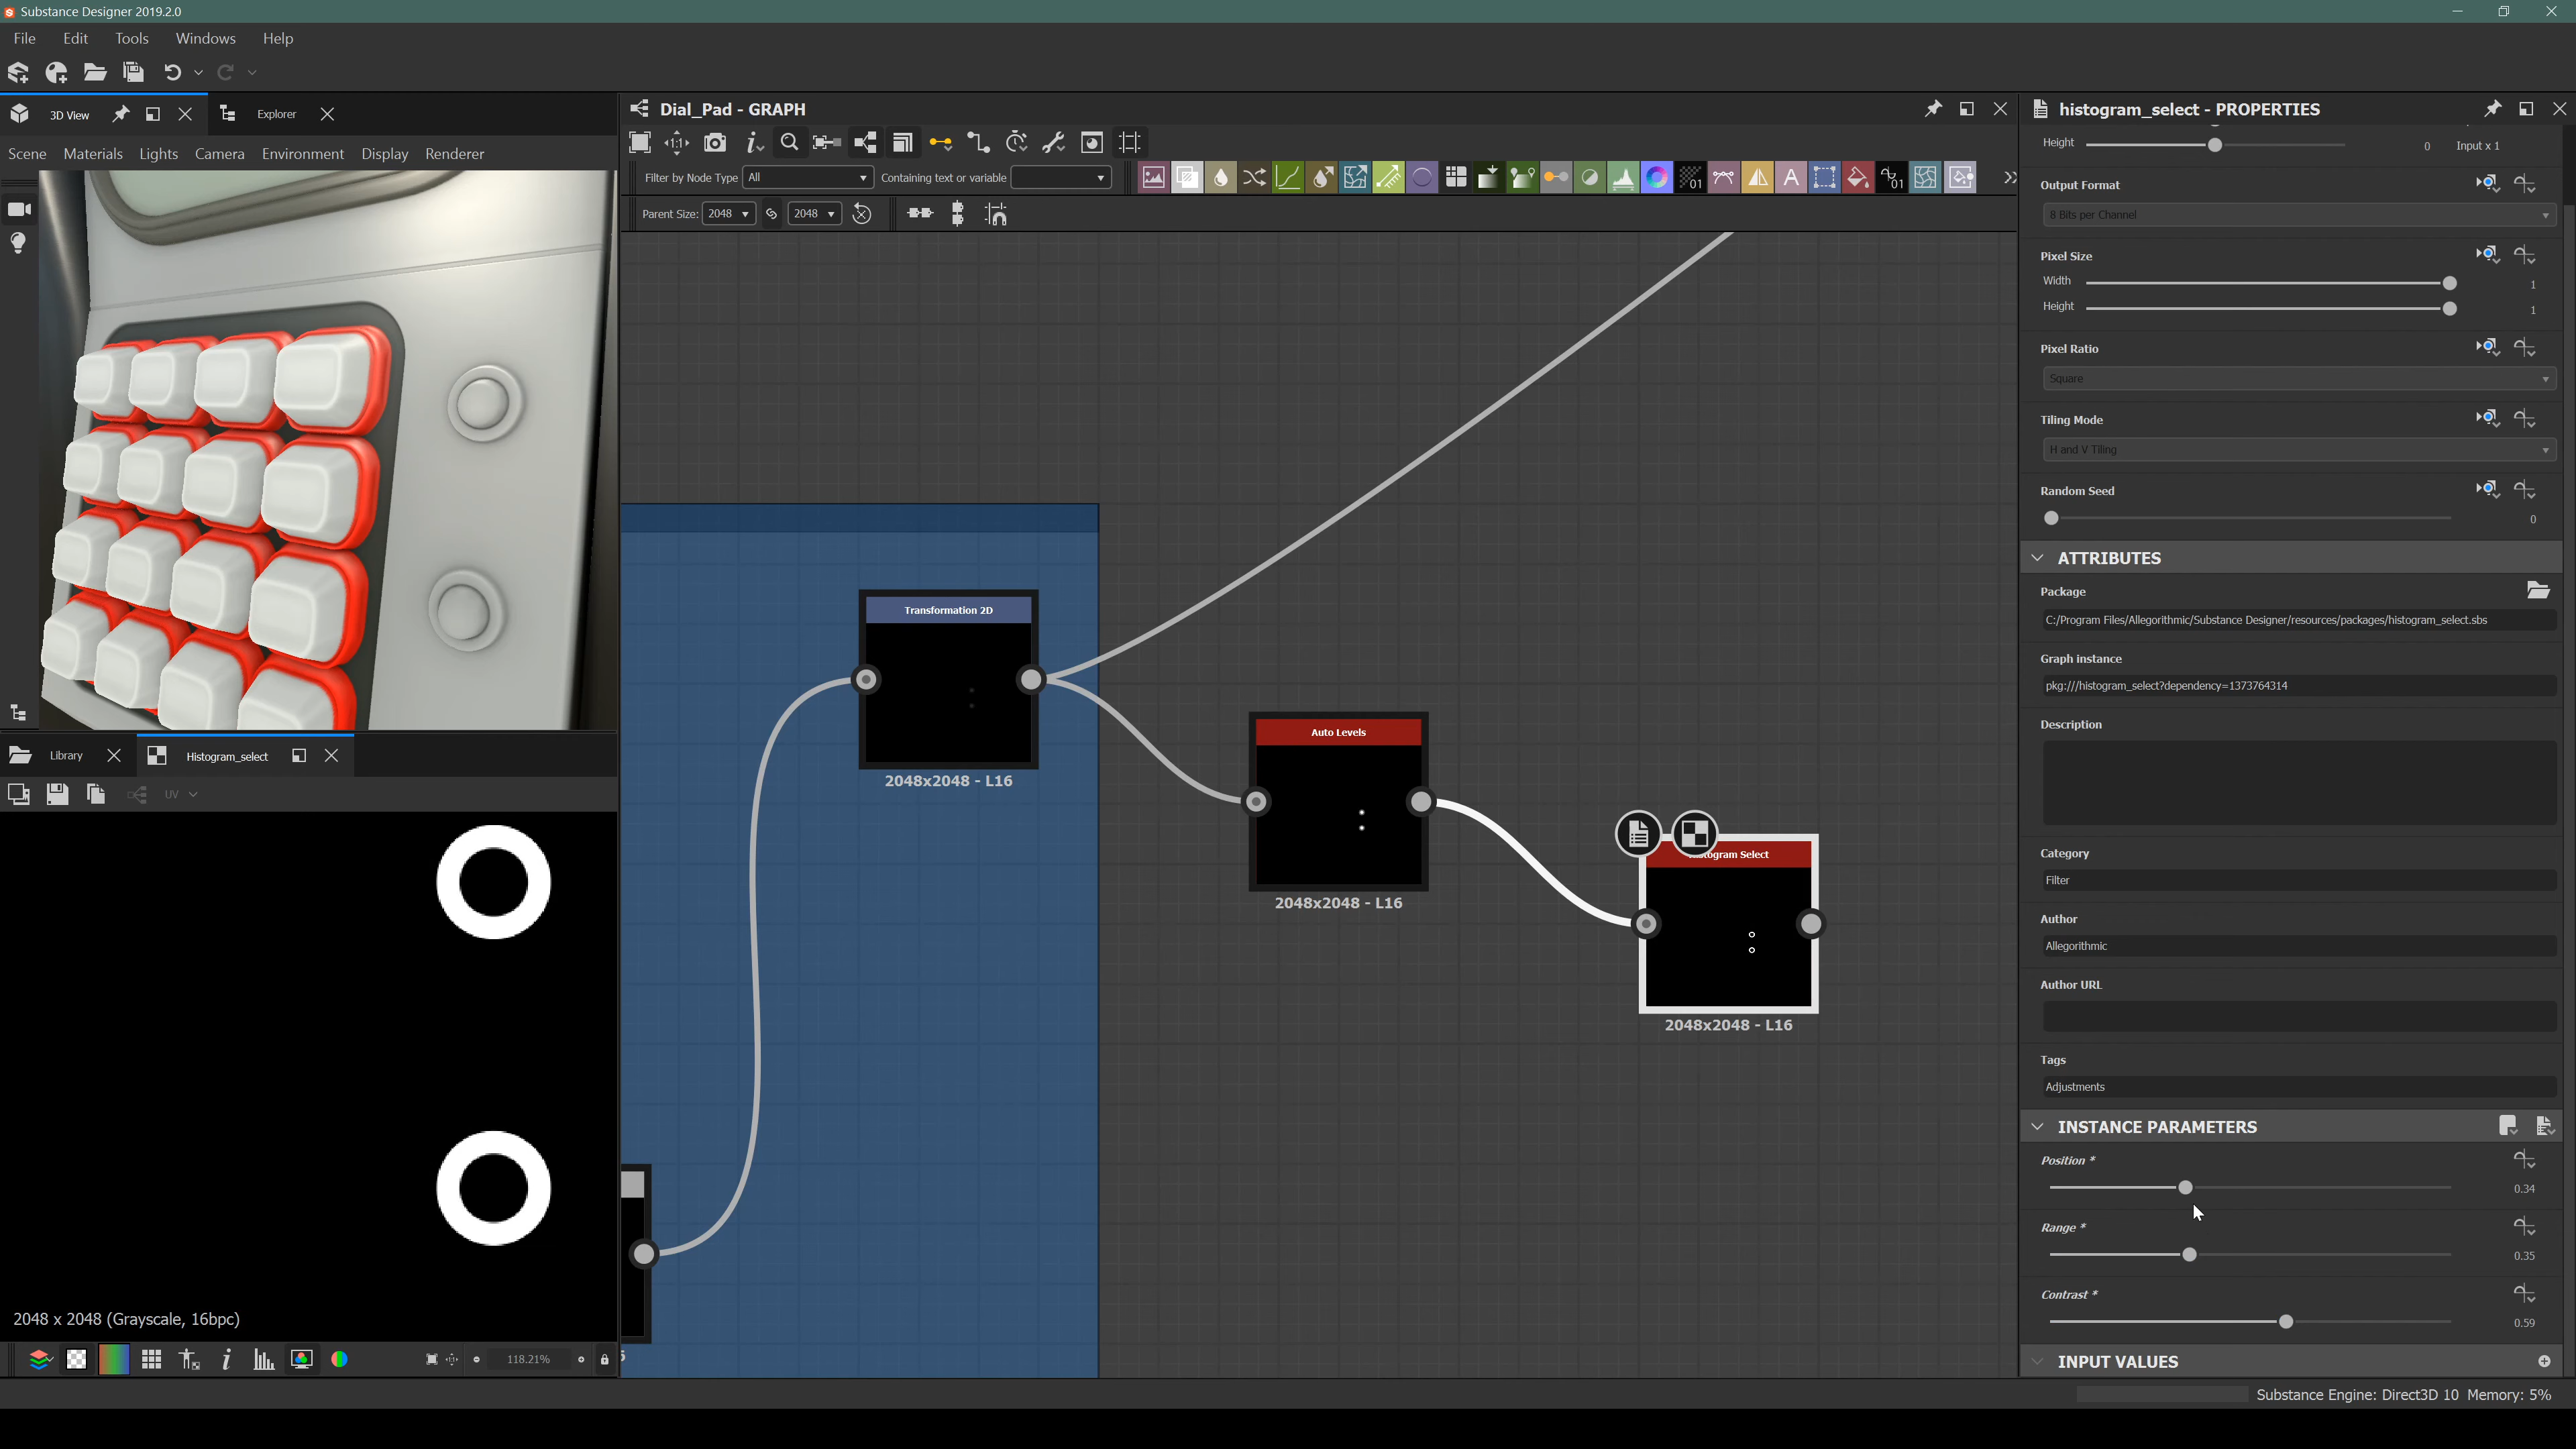 Substance Designer 2019.2.0
File Edit Tools Windows Help
3D View Explorer
Scene Materials Lights Camera Environment Display Renderer
Library Histogram_select
UV
2048 x 2048 (Grayscale, 16bpc)
118.21%
Dial_Pad - GRAPH
1:1
Filter by Node Type All Containing text or variable
Parent Size: 2048 2048
Transformation 2D
2048x2048 - L16
Auto Levels
2048x2048 - L16
ogram Select
2048x2048 - L16
histogram_select - PROPERTIES
Height 0 Input x 1
Output Format
8 Bits per Channel
Pixel Size
Width 1
Height 1
Pixel Ratio
Square
Tiling Mode
H and V Tiling
Random Seed
0
ATTRIBUTES
Package
C:/Program Files/Allegorithmic/Substance Designer/resources/packages/histogram_select.sbs
Graph instance
pkg:///histogram_select?dependency=1373764314
Description
Category
Filter
Author
Allegorithmic
Author URL
Tags
Adjustments
INSTANCE PARAMETERS
Position *
0.34
Range *
0.35
Contrast *
0.59
INPUT VALUES
Substance Engine: Direct3D 10 Memory: 5%